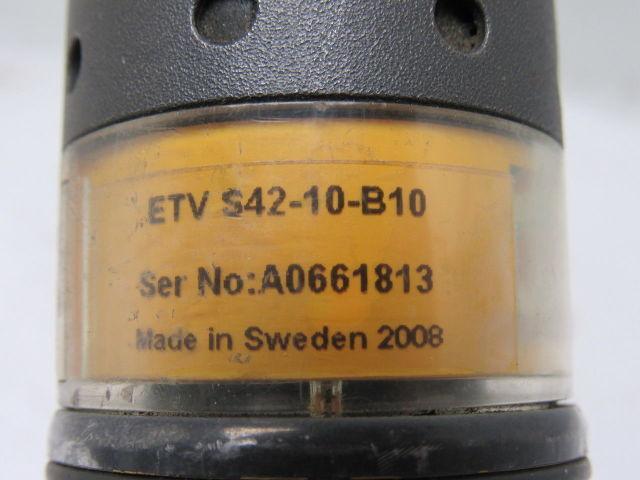 ETV S42-10-B10
Ser No:A0661813
Made in Sweden 2008